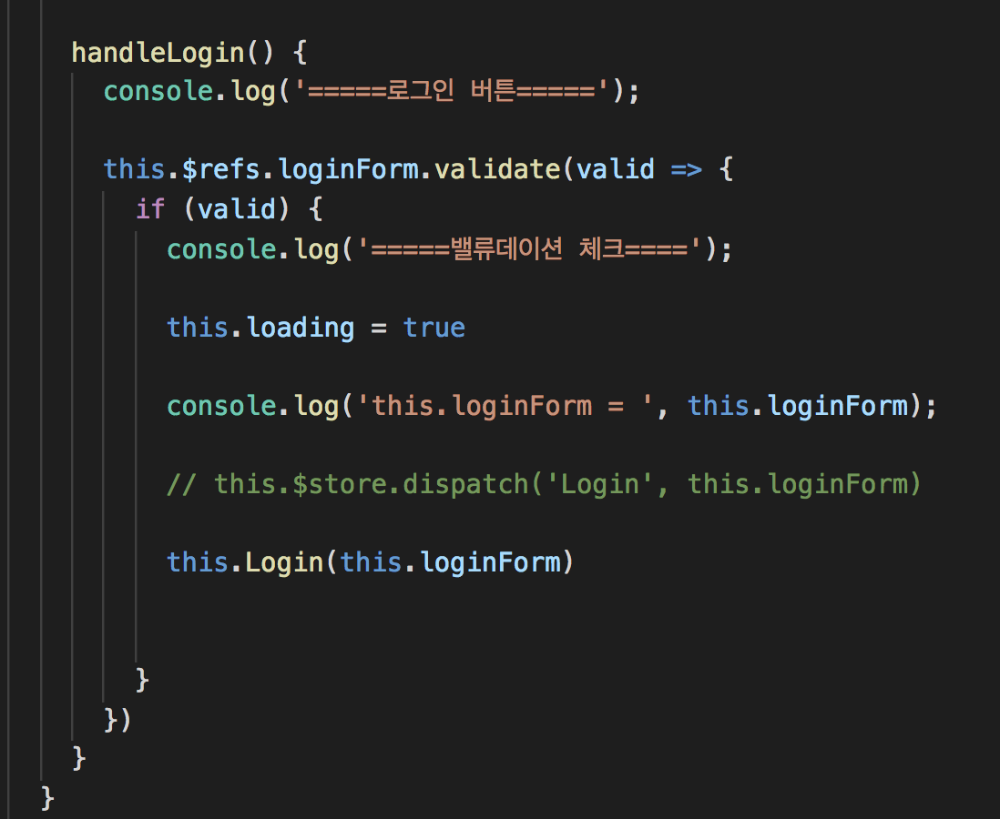 handleLogin() {
console.log('=====로그인 버튼=====');
this.$refs.loginForm.validate(valid => {
if (valid) {
console.log('=====밸류데이션 체크====');
this.loading = true
console.log('this.loginForm = ', this.loginForm);
// this.$store.dispatch('Login', this.loginForm)
this.Login(this.loginForm)
}
})
}
}